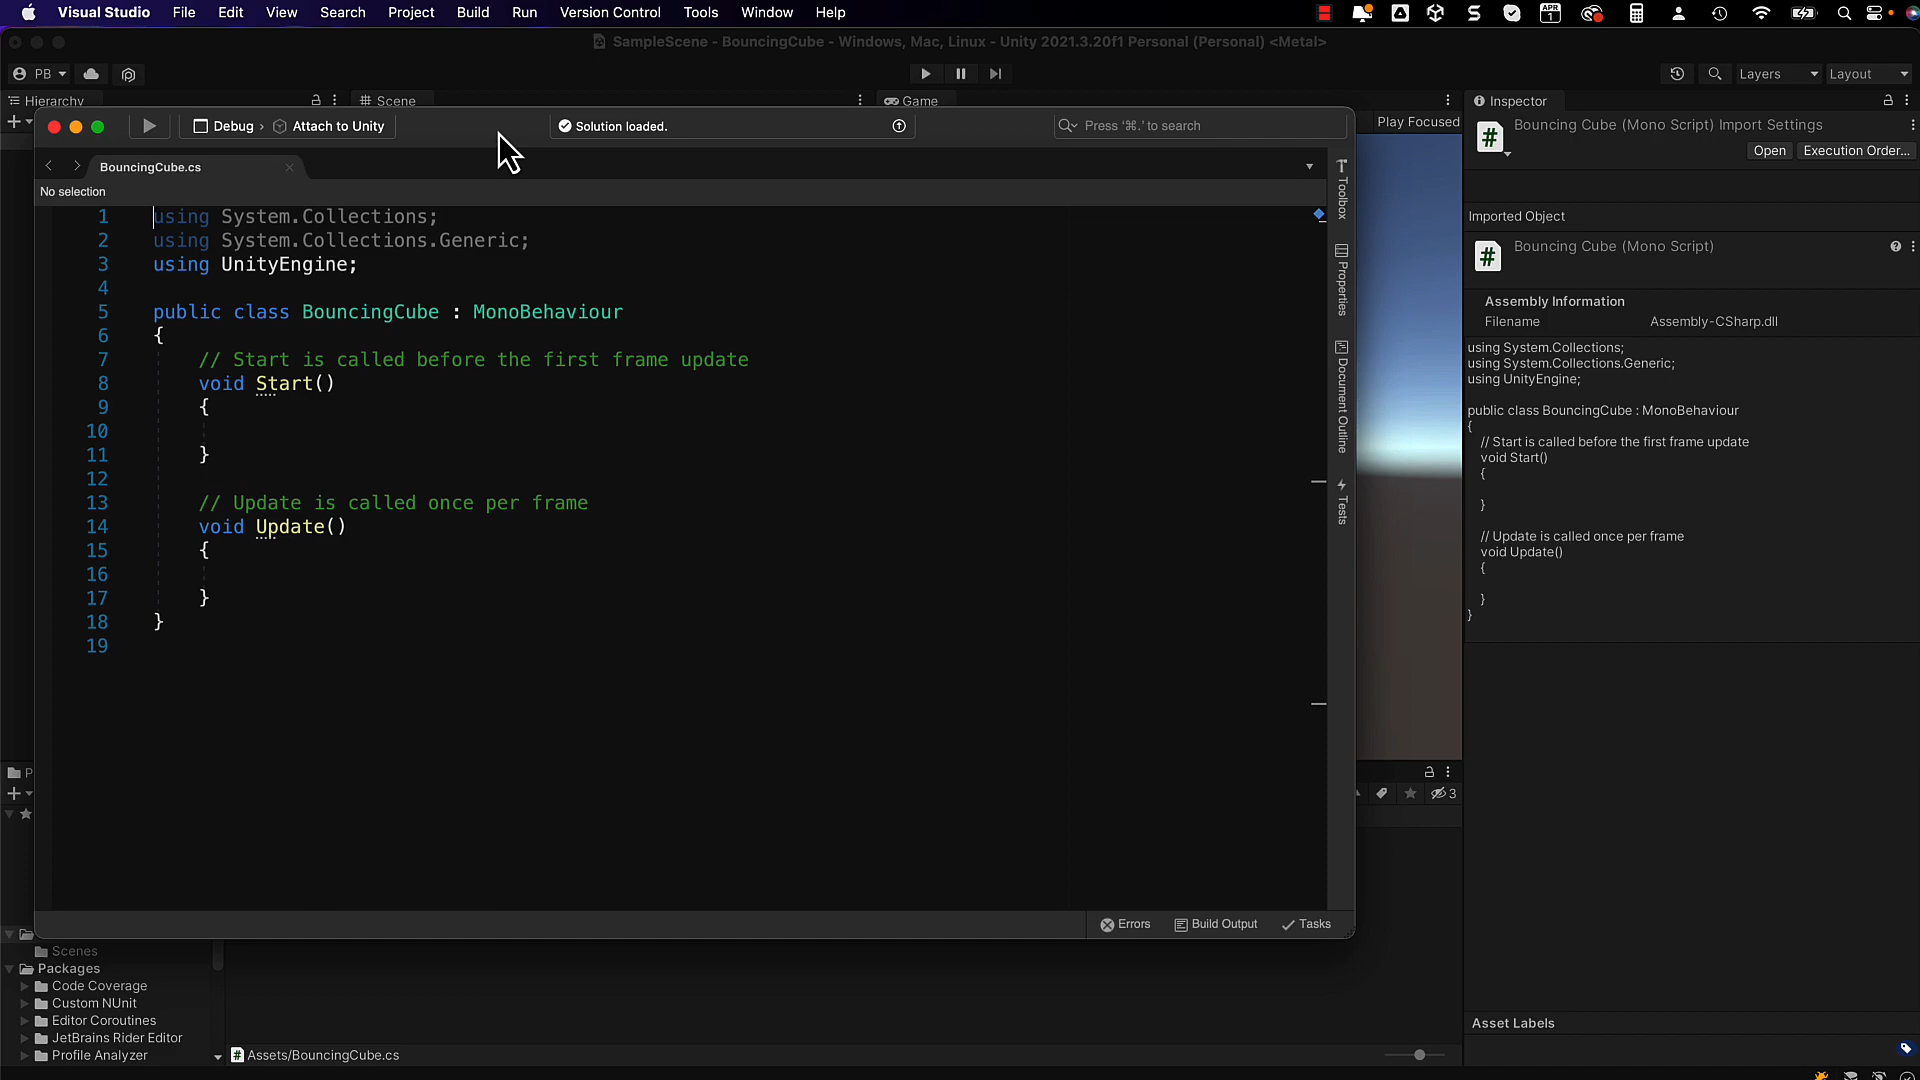 Visual Studio File Edit View Search Project Build Run Version Control Tools Window Help
APR 1
SampleScene - BouncingCube - Windows, Mac, Linux - Unity 2021.3.20f1 Personal (Personal) <Metal>
PB Layers Layout
Hierarchy Scene Game Inspector
Play Focused
Debug › Attach to Unity Solution loaded. Press '⌘.' to search
BouncingCube.cs
No selection
1 using System.Collections;
2 using System.Collections.Generic;
3 using UnityEngine;
4
5 public class BouncingCube : MonoBehaviour
6 {
7 // Start is called before the first frame update
8 void Start()
9 {
10
11 }
12
13 // Update is called once per frame
14 void Update()
15 {
16
17 }
18 }
19
Toolbox
Properties
Document Outline
Tests
Errors Build Output Tasks
Bouncing Cube (Mono Script) Import Settings
Open Execution Order...
Imported Object
Bouncing Cube (Mono Script)
Assembly Information
Filename Assembly-CSharp.dll
using System.Collections;
using System.Collections.Generic;
using UnityEngine;
public class BouncingCube : MonoBehaviour
{
// Start is called before the first frame update
void Start()
{
}
// Update is called once per frame
void Update()
{
}
}
P
3
Scenes
Packages
Code Coverage
Custom NUnit
Editor Coroutines
JetBrains Rider Editor
Profile Analyzer
Assets/BouncingCube.cs
Asset Labels